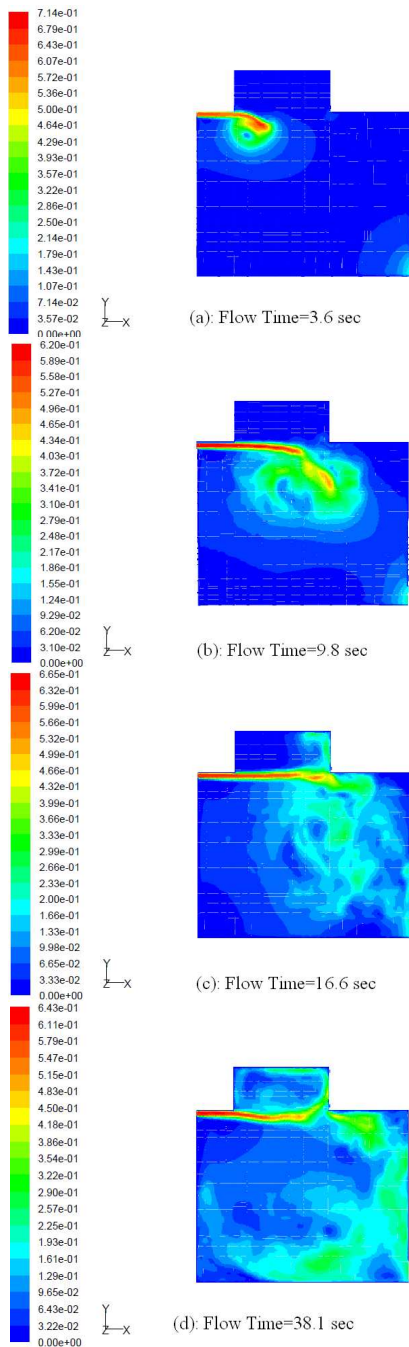 7.14e-01
6.79e-01
6.43e-01
6.07e-01
5.72e-01
5.36e-01
5.00e-01
4.64e-01
4.29e-01
3.93e-01
3.57e-01
3.22e-01
2.86e-01
2.50e-01
2.14e-01
1.79e-01
1.43e-01
1.07e-01
7.14e-02
3.57e-02
0.00e+00
Y
Z X
(a): Flow Time=3.6 sec
6.20e-01
5.89e-01
5.58e-01
5.27e-01
4.96e-01
4.65e-01
4.34e-01
4.03e-01
3.72e-01
3.41e-01
3.10e-01
2.79e-01
2.48e-01
2.17e-01
1.86e-01
1.55e-01
1.24e-01
9.29e-02
6.20e-02
3.10e-02
0.00e+00
Y
Z X
(b): Flow Time=9.8 sec
6.65e-01
6.32e-01
5.99e-01
5.66e-01
5.32e-01
4.99e-01
4.66e-01
4.32e-01
3.99e-01
3.66e-01
3.33e-01
2.99e-01
2.66e-01
2.33e-01
2.00e-01
1.66e-01
1.33e-01
9.98e-02
6.65e-02
3.33e-02
0.00e+00
Y
Z X
(c): Flow Time=16.6 sec
6.43e-01
6.11e-01
5.79e-01
5.47e-01
5.15e-01
4.83e-01
4.50e-01
4.18e-01
3.86e-01
3.54e-01
3.22e-01
2.90e-01
2.57e-01
2.25e-01
1.93e-01
1.61e-01
1.29e-01
9.65e-02
6.43e-02
3.22e-02
0.00e+00
Y
Z X
(d): Flow Time=38.1 sec